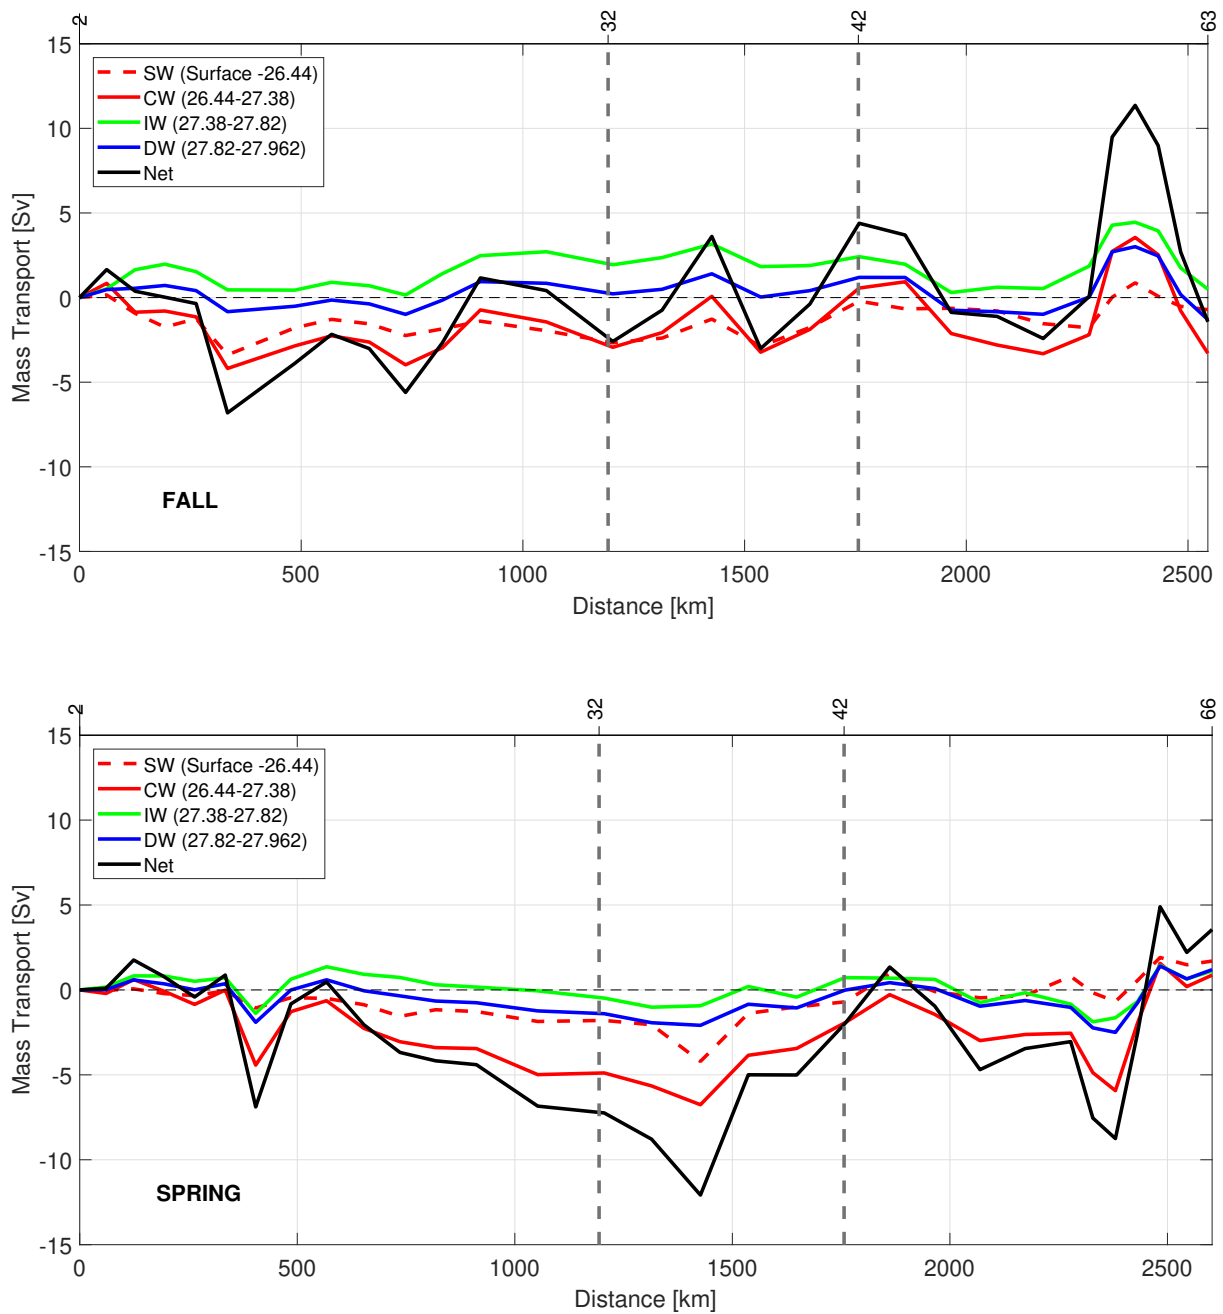 2
32
42
63
15
10
5
0
-5
-10
-15
Mass Transport [Sv]
SW (Surface -26.44)
CW (26.44-27.38)
IW (27.38-27.82)
DW (27.82-27.962)
Net
FALL
0
500
1000
1500
2000
2500
Distance [km]
2
32
42
66
15
10
5
0
-5
-10
-15
Mass Transport [Sv]
SW (Surface -26.44)
CW (26.44-27.38)
IW (27.38-27.82)
DW (27.82-27.962)
Net
SPRING
0
500
1000
1500
2000
2500
Distance [km]